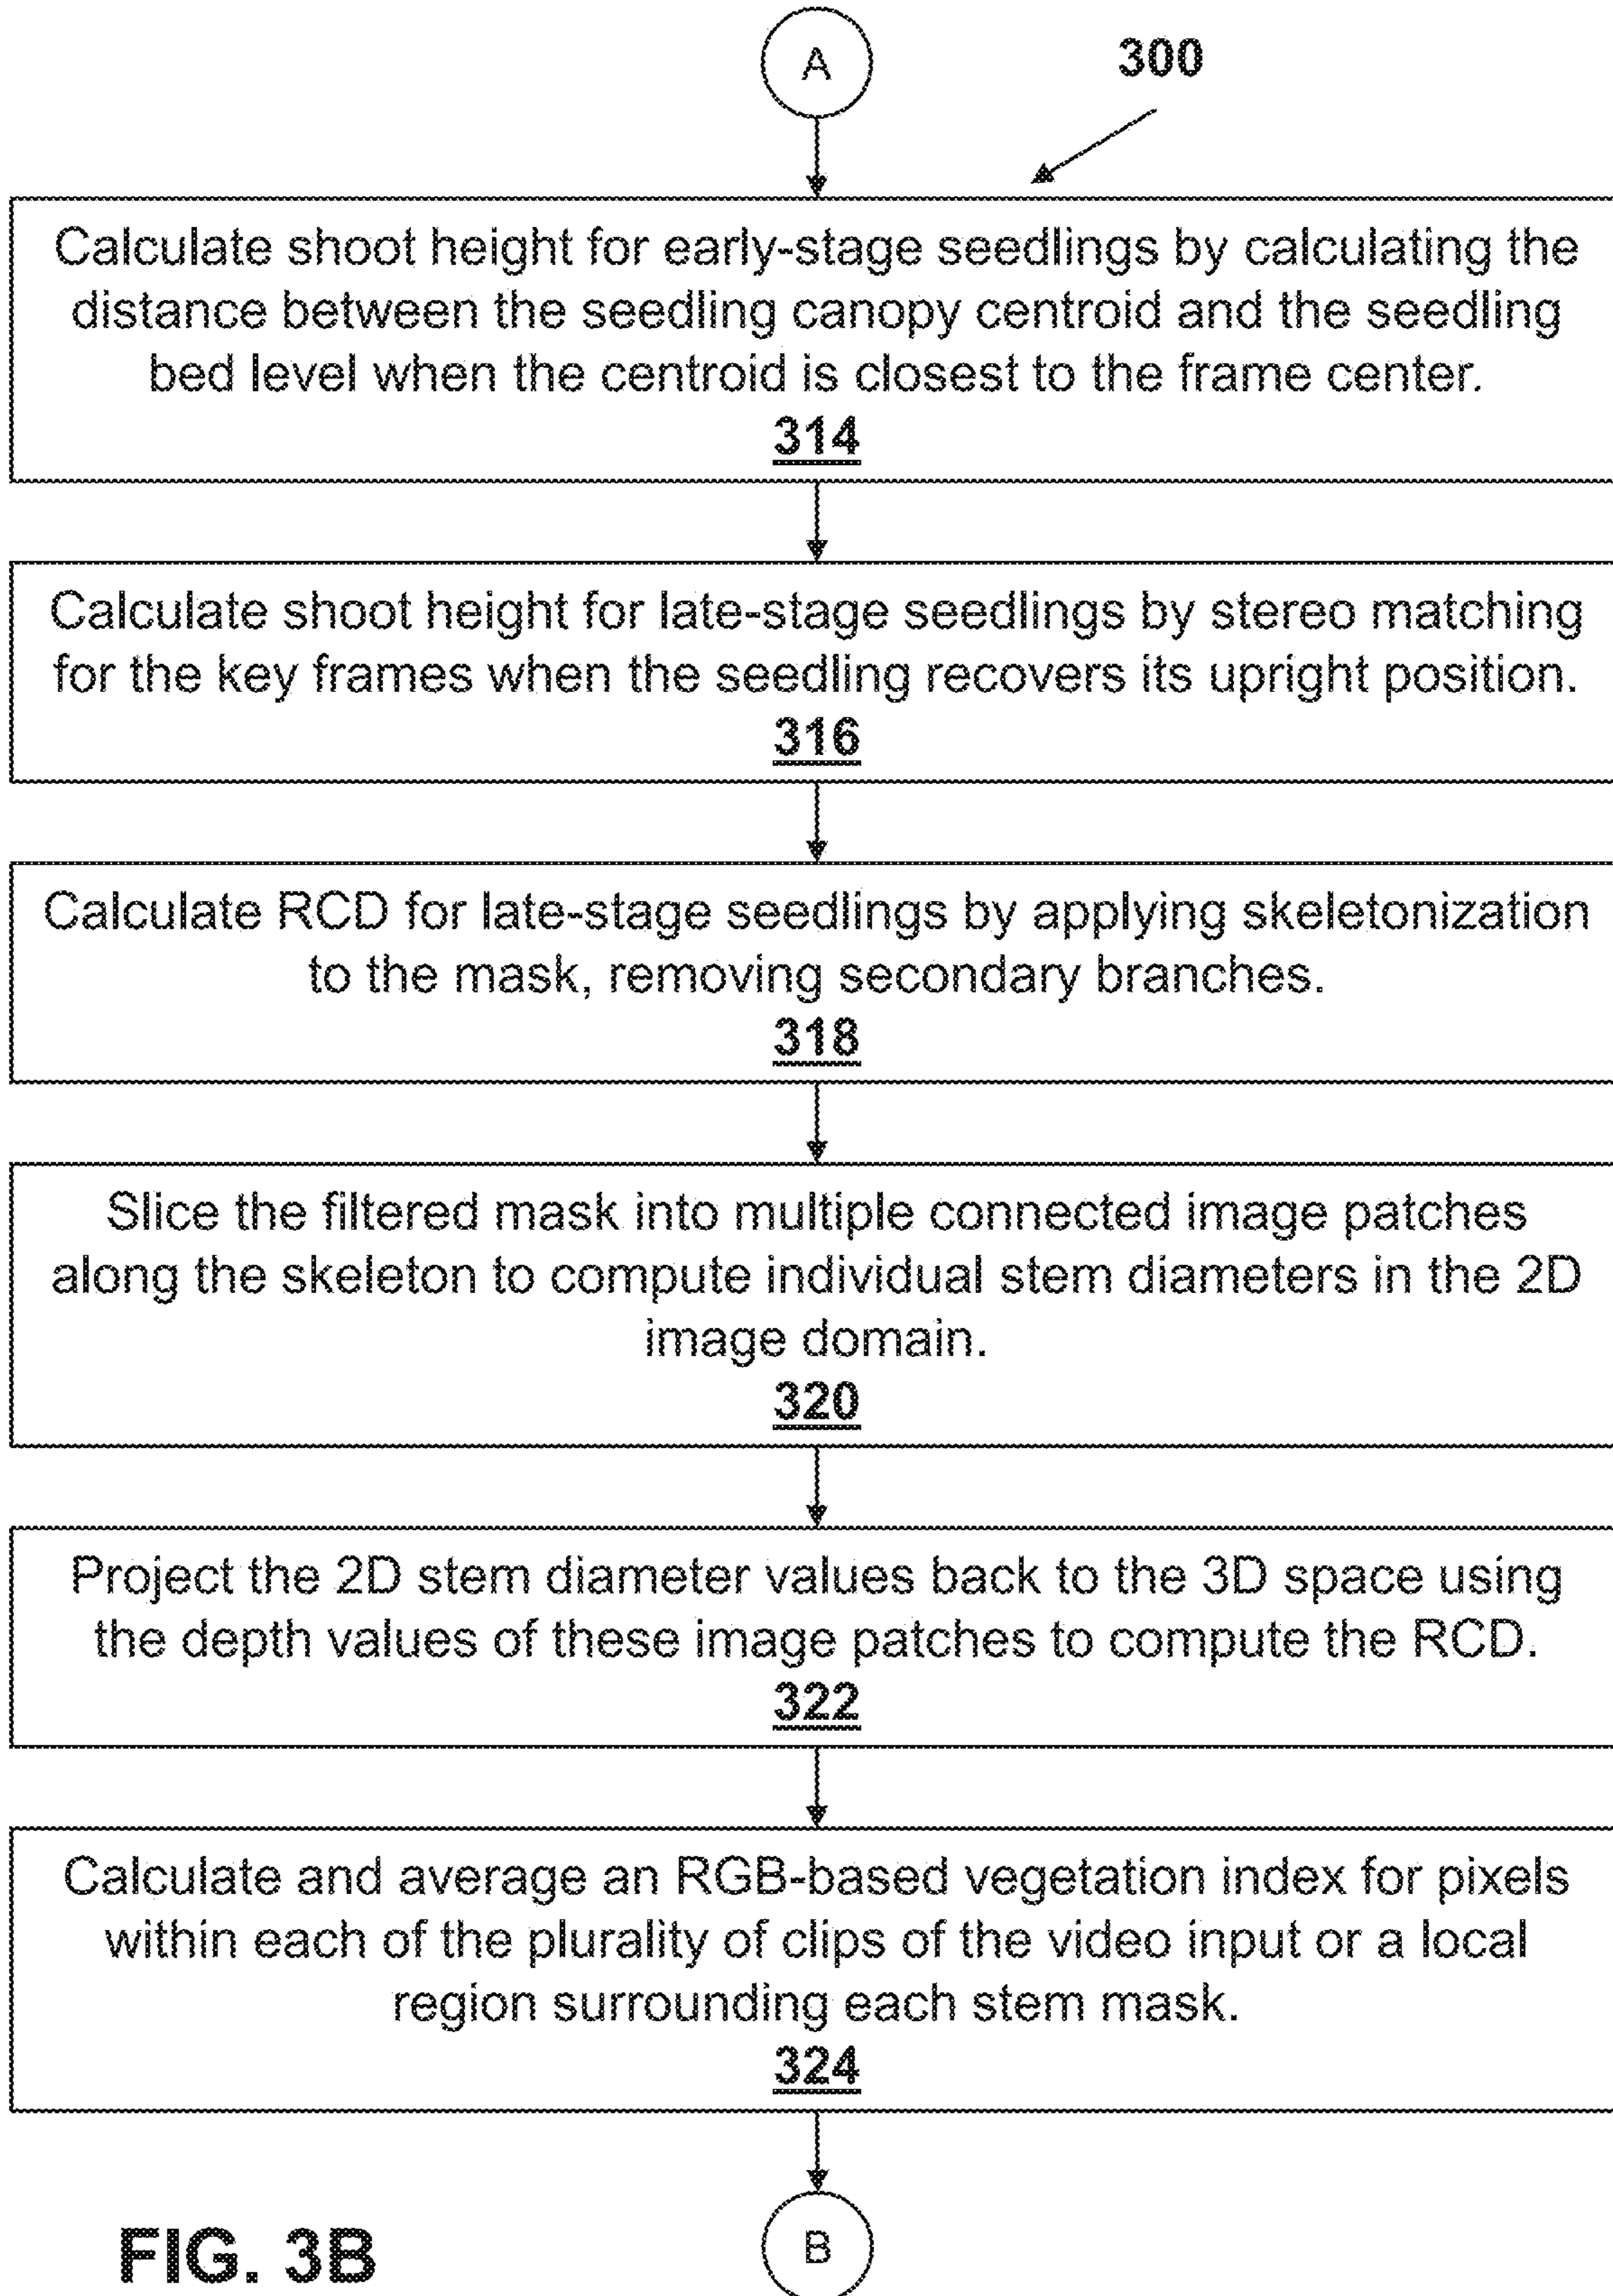 A
300
Calculate shoot height for early-stage seedlings by calculating the
distance between the seedling canopy centroid and the seedling
bed level when the centroid is closest to the frame center.
314
Calculate shoot height for late-stage seedlings by stereo matching
for the key frames when the seedling recovers its upright position.
316
Calculate RCD for late-stage seedlings by applying skeletonization
to the mask, removing secondary branches.
318
Slice the filtered mask into multiple connected image patches
along the skeleton to compute individual stem diameters in the 2D
image domain.
320
Project the 2D stem diameter values back to the 3D space using
the depth values of these image patches to compute the RCD.
322
Calculate and average an RGB-based vegetation index for pixels
within each of the plurality of clips of the video input or a local
region surrounding each stem mask.
324
B
FIG. 3B